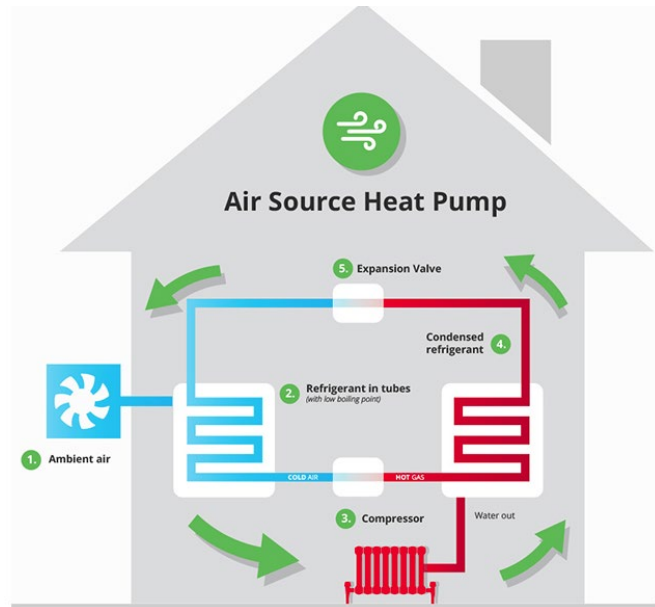 Air Source Heat Pump
5. Expansion Valve
Condensed
refrigerant
4.
2. Refrigerant in tubes
(with low boiling point)
1. Ambient air
COLD AIR
HOT GAS
3. Compressor
Water out